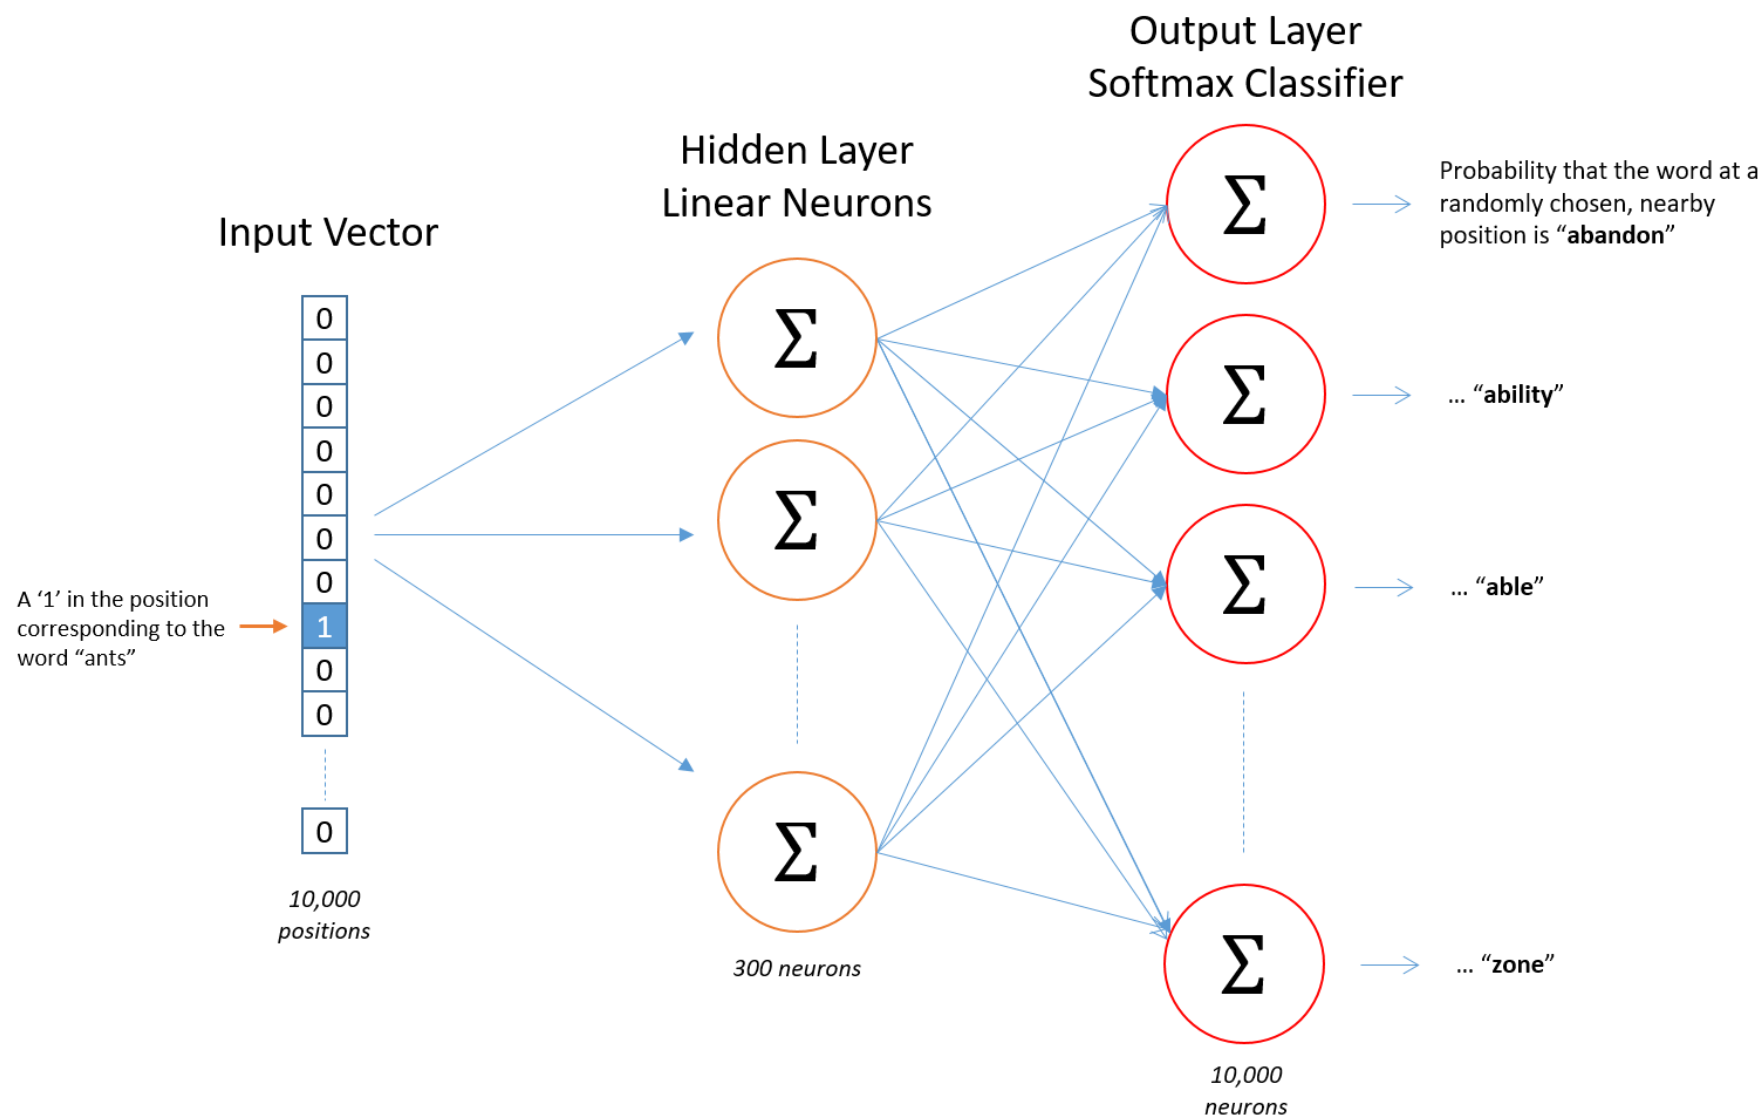 Output Layer
Softmax Classifier
Hidden Layer
Linear Neurons
Input Vector
0
0
0
0
0
0
0
1
0
0
0
A ‘1’ in the position
corresponding to the
word “ants”
10,000
positions
Σ
Σ
Σ
300 neurons
Σ
Σ
Σ
Σ
10,000
neurons
Probability that the word at a
randomly chosen, nearby
position is “abandon”
... “ability”
... “able”
... “zone”